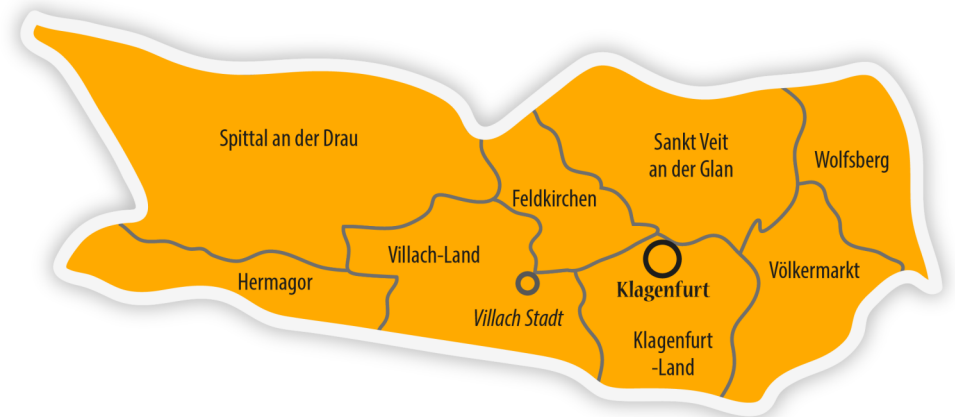 Spittal an der Drau
Sankt Veit
an der Glan
Wolfsberg
Feldkirchen
Villach-Land
Hermagor
Völkermarkt
Klagenfurt
Villach Stadt
Klagenfurt
-Land